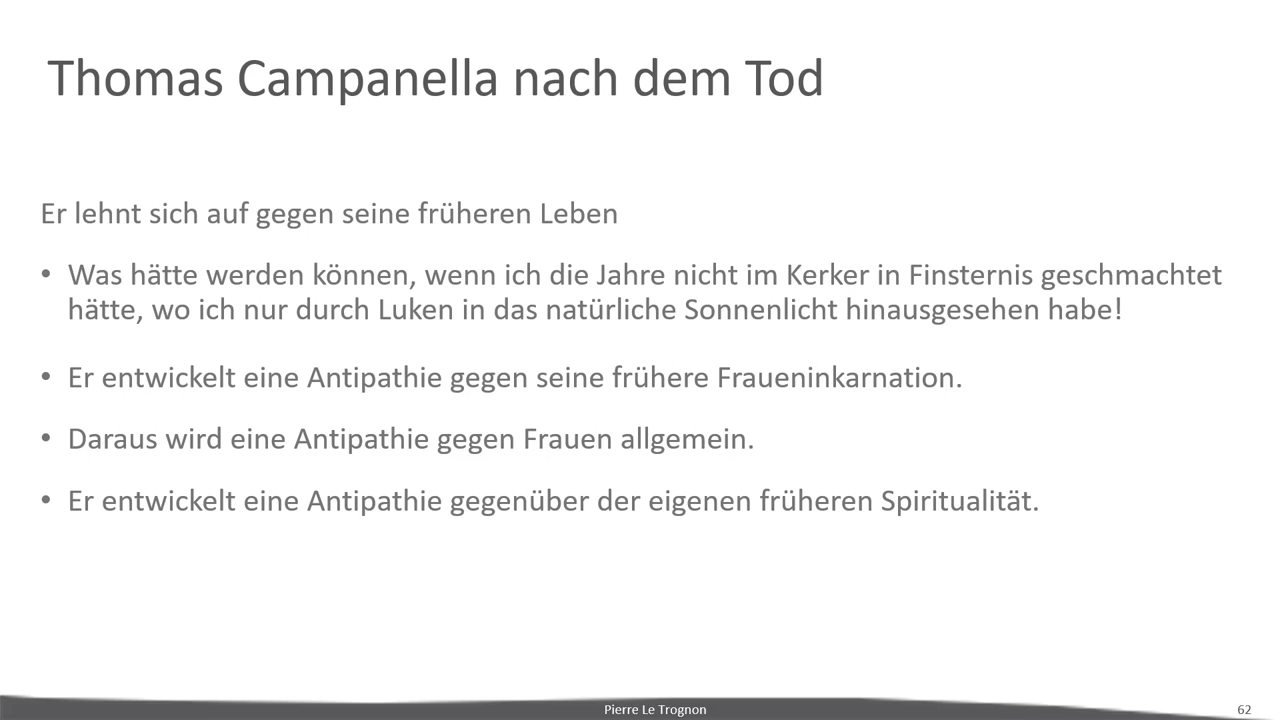 Thomas Campanella nach dem Tod
Er lehnt sich auf gegen seine früheren Leben
• Was hätte werden können, wenn ich die Jahre nicht im Kerker in Finsternis geschmachtet
hätte, wo ich nur durch Luken in das natürliche Sonnenlicht hinausgesehen habe!
• Er entwickelt eine Antipathie gegen seine frühere Fraueninkarnation.
• Daraus wird eine Antipathie gegen Frauen allgemein.
• Er entwickelt eine Antipathie gegenüber der eigenen früheren Spiritualität.
Pierre Le Trognon
62